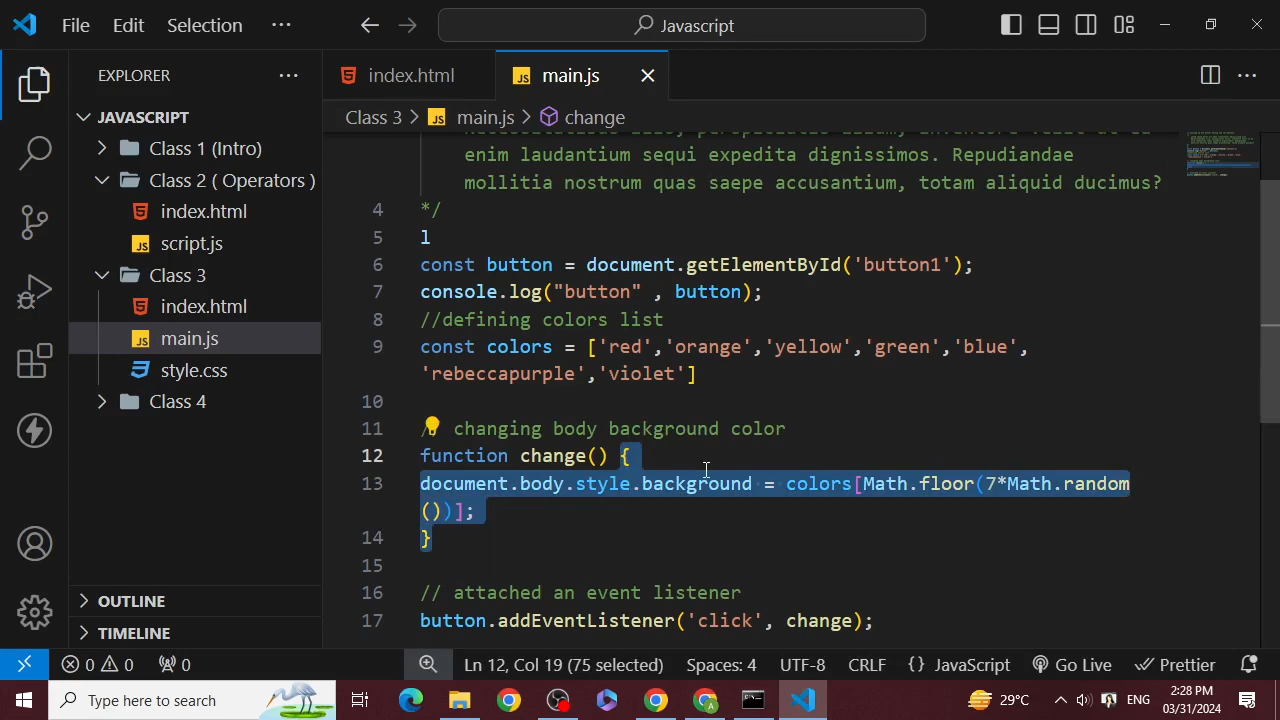 File Edit Selection ··· Javascript
EXPLORER ···
index.html
main.js
JAVASCRIPT
Class 3 > main.js > change
Class 1 (Intro)
Class 2 ( Operators )
index.html
script.js
Class 3
index.html
main.js
style.css
Class 4
OUTLINE
TIMELINE
enim laudantium sequi expedita dignissimos. Repudiandae
mollitia nostrum quas saepe accusantium, totam aliquid ducimus?
4 */
5 l
6 const button = document.getElementById('button1');
7 console.log("button" , button);
8 //defining colors list
9 const colors = ['red','orange','yellow','green','blue',
'rebeccapurple','violet']
10
11 // changing body background color
12 function change() {
13 document.body.style.background = colors[Math.floor(7*Math.random
())];
14 }
15
16 // attached an event listener
17 button.addEventListener('click', change);
0 0 0 Ln 12, Col 19 (75 selected) Spaces: 4 UTF-8 CRLF {} JavaScript Go Live Prettier
Type here to search 29°C ENG 2:28 PM
03/31/2024